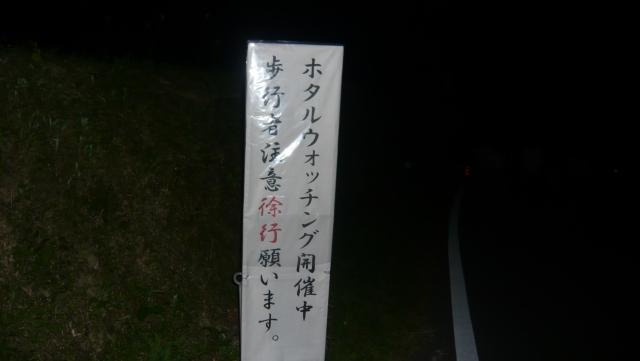 ホタルウォッチング開催中
歩行者注意徐行願います。